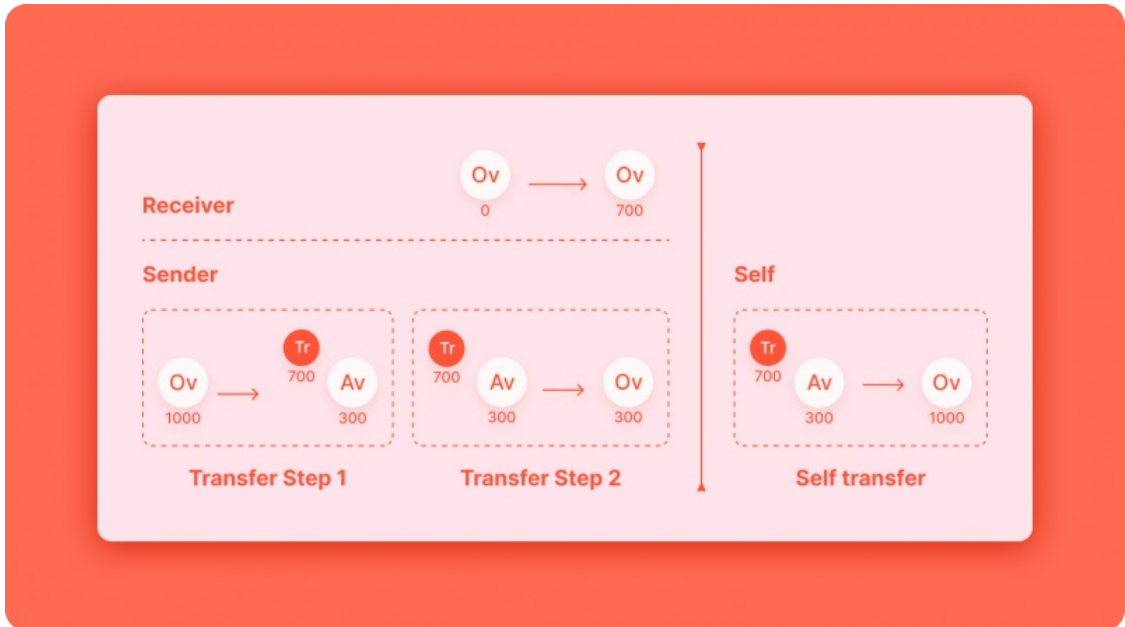 Ov Ov
0 700
Receiver
Sender
Ov Tr Av
1000 700 300
Transfer Step 1
Tr Av Ov
700 300 300
Transfer Step 2
Self
Tr Av Ov
700 300 1000
Self transfer